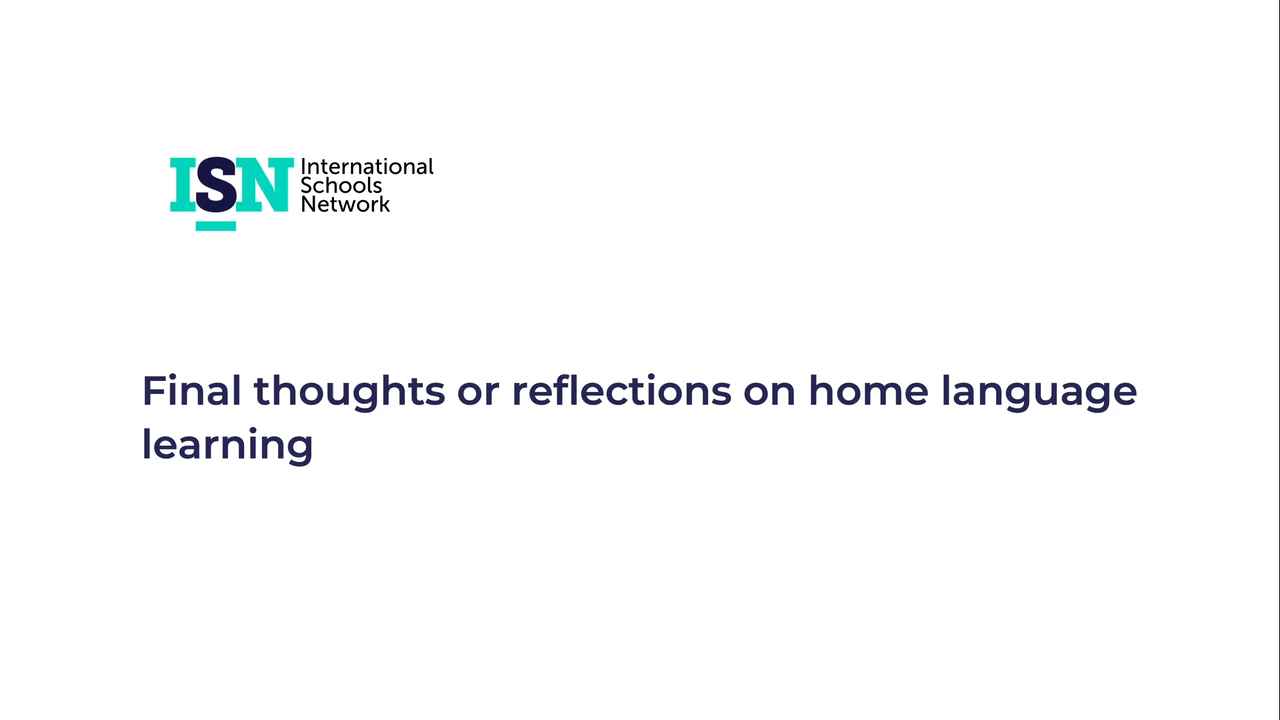 ISN
International
Schools
Network
Final thoughts or reflections on home language
learning